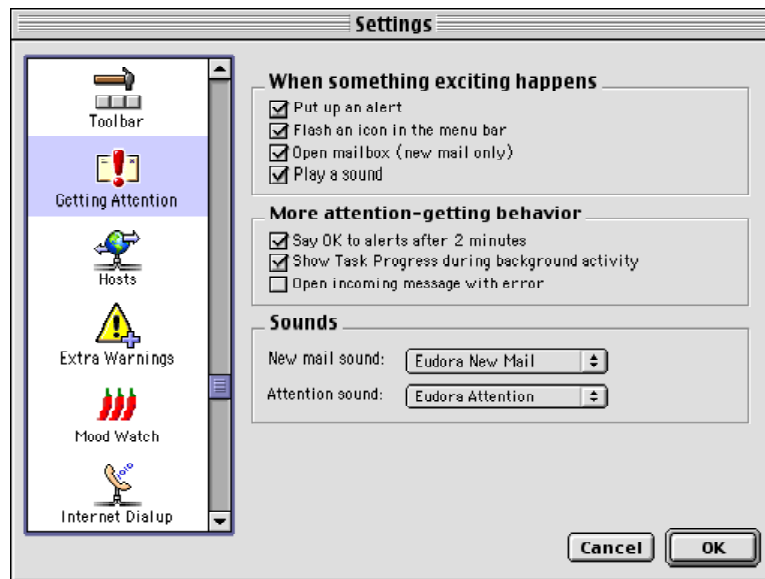 Settings
Toolbar
Getting Attention
Hosts
Extra Warnings
Mood Watch
Internet Dialup
When something exciting happens
Put up an alert
Flash an icon in the menu bar
Open mailbox (new mail only)
Play a sound
More attention-getting behavior
Say OK to alerts after 2 minutes
Show Task Progress during background activity
Open incoming message with error
Sounds
New mail sound: Eudora New Mail
Attention sound: Eudora Attention
Cancel OK